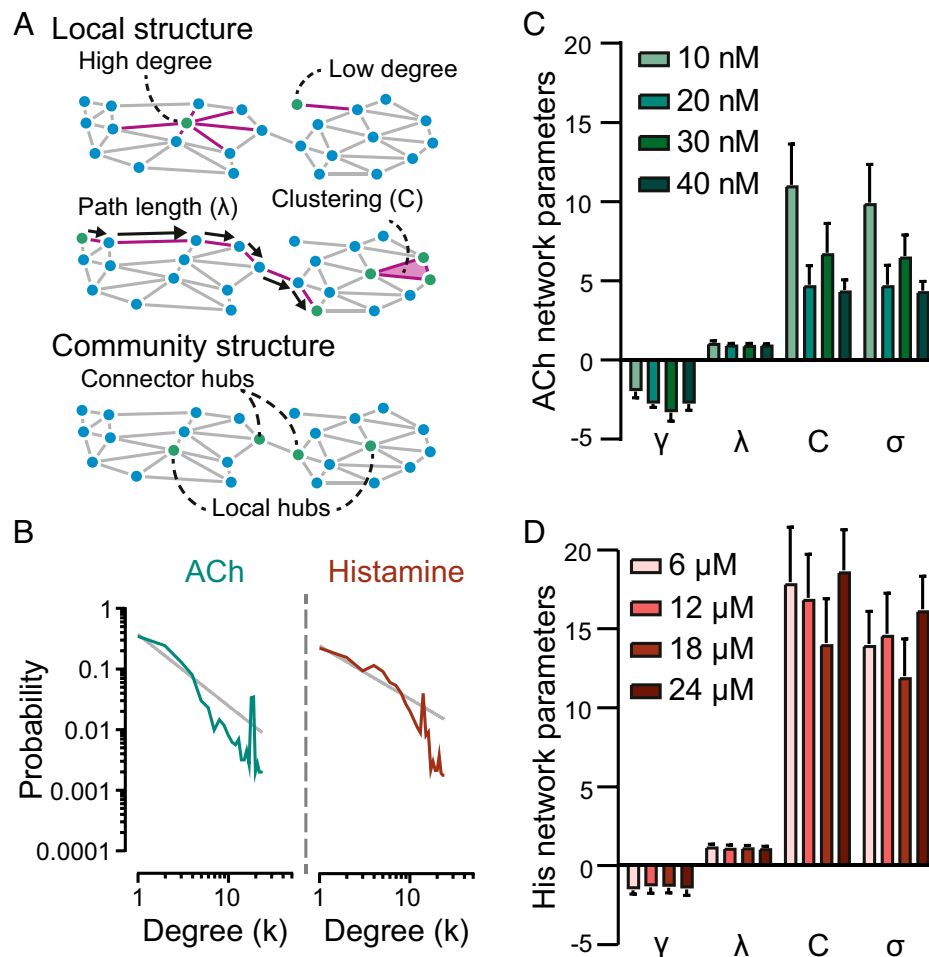 A
Local structure
High degree
Low degree
Path length (λ)
Clustering (C)
Community structure
Connector hubs
Local hubs
B
ACh
Histamine
Probability
1
0.1
0.01
0.001
0.0001
1
10
1
10
Degree (k)
Degree (k)
C
ACh network parameters
20
15
10
5
0
-5
10 nM
20 nM
30 nM
40 nM
γ
λ
C
σ
D
His network parameters
20
15
10
5
0
-5
6 µM
12 µM
18 µM
24 µM
γ
λ
C
σ